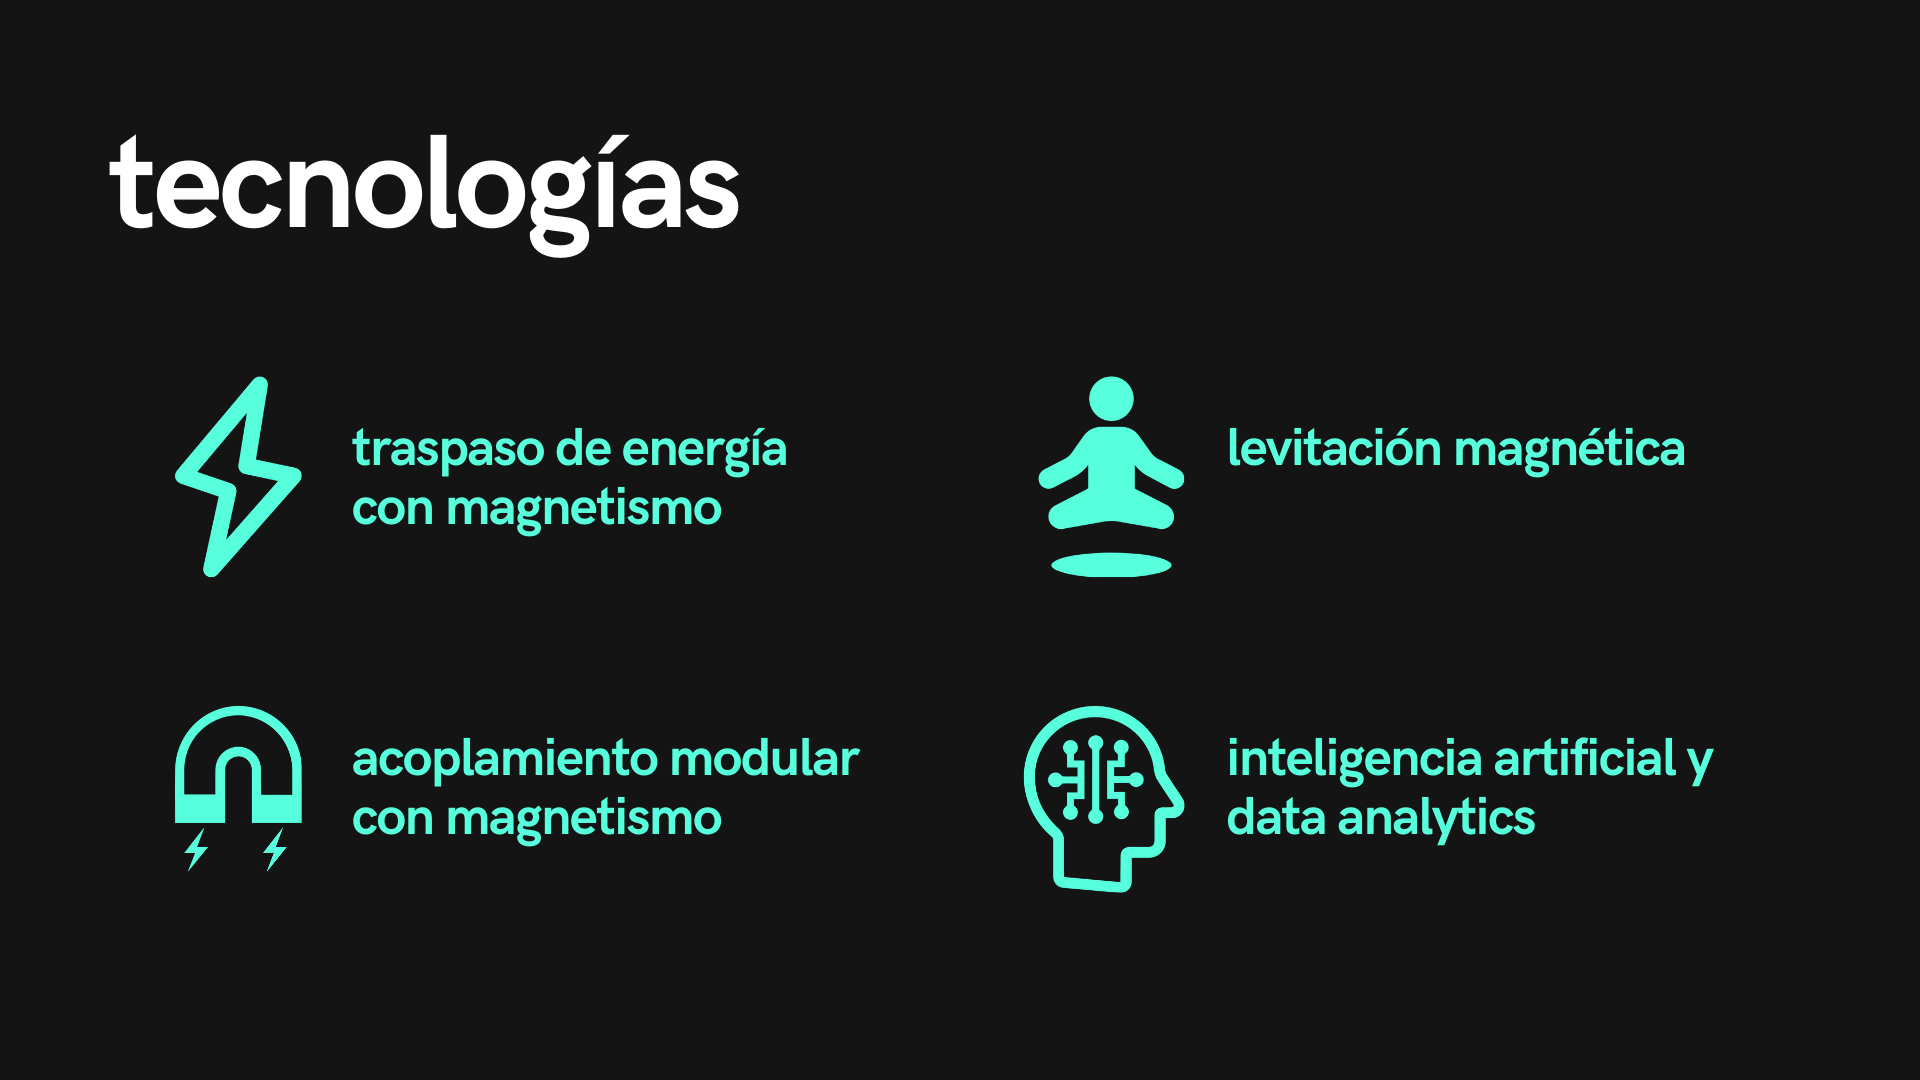 tecnologías
traspaso de energía
con magnetismo
levitación magnética
acoplamiento modular
con magnetismo
inteligencia artificial y
data analytics